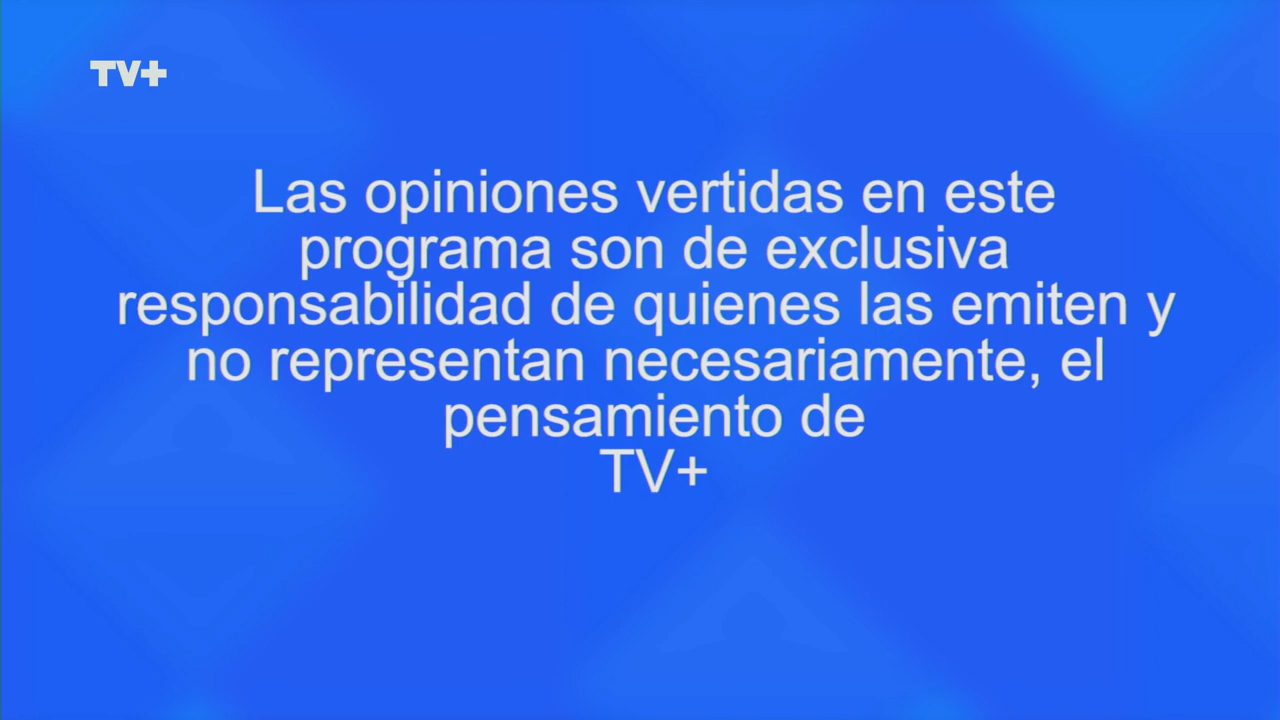 TV+
Las opiniones vertidas en este
programa son de exclusiva
responsabilidad de quienes las emiten y
no representan necesariamente, el
pensamiento de
TV+